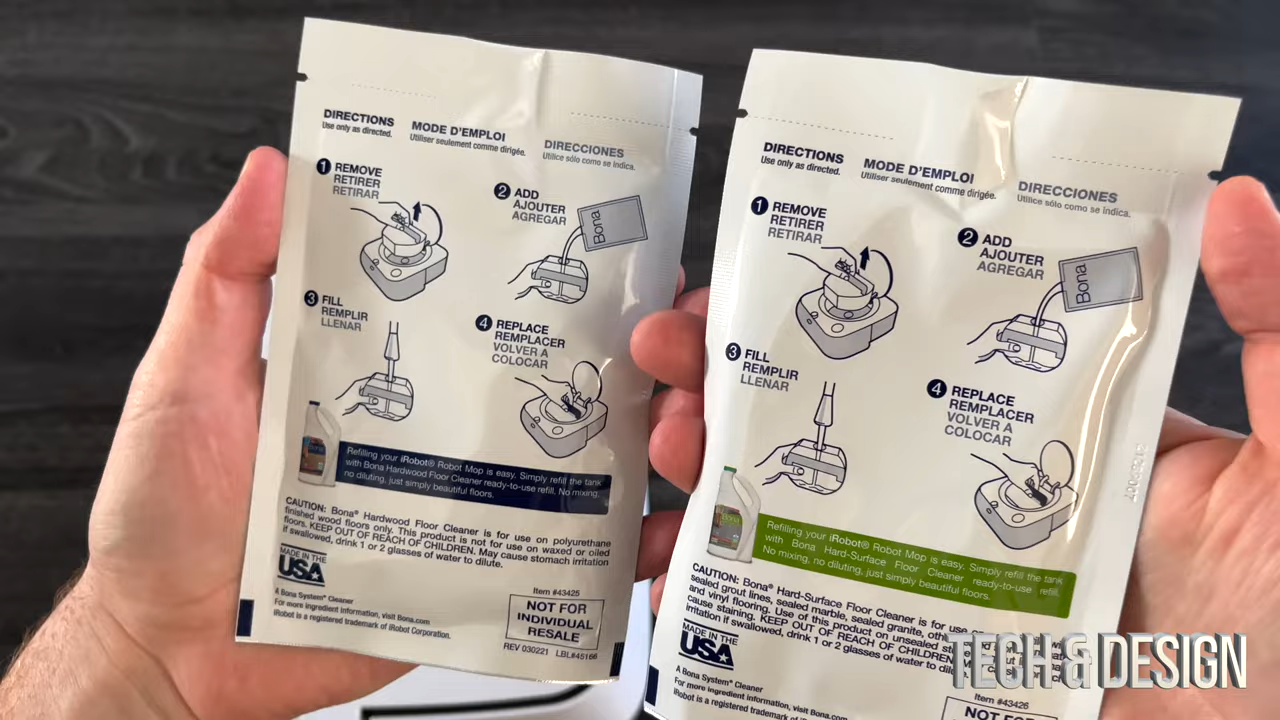 DIRECTIONS
Use only as directed.
MODE D'EMPLOI
Utiliser seulement comme dirigée.
DIRECCIONES
Utilice sólo como se indica.
1 REMOVE
RETIRER
RETIRAR
2 ADD
AJOUTER
AGREGAR
Bona
3 FILL
REMPLIR
LLENAR
4 REPLACE
REMPLACER
VOLVER A
COLOCAR
Refilling your iRobot® Robot Mop is easy. Simply refill the tank
with Bona Hardwood Floor Cleaner ready-to-use refill. No mixing,
no diluting, just simply beautiful floors.
CAUTION: Bona® Hardwood Floor Cleaner is for use on polyurethane
finished wood floors only. This product is not for use on waxed or oiled
floors. KEEP OUT OF REACH OF CHILDREN. May cause stomach irritation
if swallowed, drink 1 or 2 glasses of water to dilute.
MADE IN THE
USA
A Bona System® Cleaner
For more ingredient information, visit Bona.com
iRobot is a registered trademark of iRobot Corporation.
Item #43425
NOT FOR
INDIVIDUAL
RESALE
REV 030221 LBL#45166
DIRECTIONS
Use only as directed.
MODE D'EMPLOI
Utiliser seulement comme dirigée.
DIRECCIONES
Utilice sólo como se indica.
1 REMOVE
RETIRER
RETIRAR
2 ADD
AJOUTER
AGREGAR
Bona
3 FILL
REMPLIR
LLENAR
4 REPLACE
REMPLACER
VOLVER A
COLOCAR
Bona
Refilling your iRobot® Robot Mop is easy. Simply refill the tank
with Bona Hard-Surface Floor Cleaner ready-to-use refill.
No mixing, no diluting, just simply beautiful floors.
CAUTION: Bona® Hard-Surface Floor Cleaner is for use
sealed grout lines, sealed marble, sealed granite,
and vinyl flooring. Use of this product on unsealed
cause staining. KEEP OUT OF REACH OF CHILDREN.
irritation if swallowed, drink 1 or 2 glasses of water to
MADE IN THE
USA
A Bona System® Cleaner
For more ingredient information, visit Bona.com
iRobot is a registered trademark of iRobot
Item #43426
NOT FOR
TECH & DESIGN